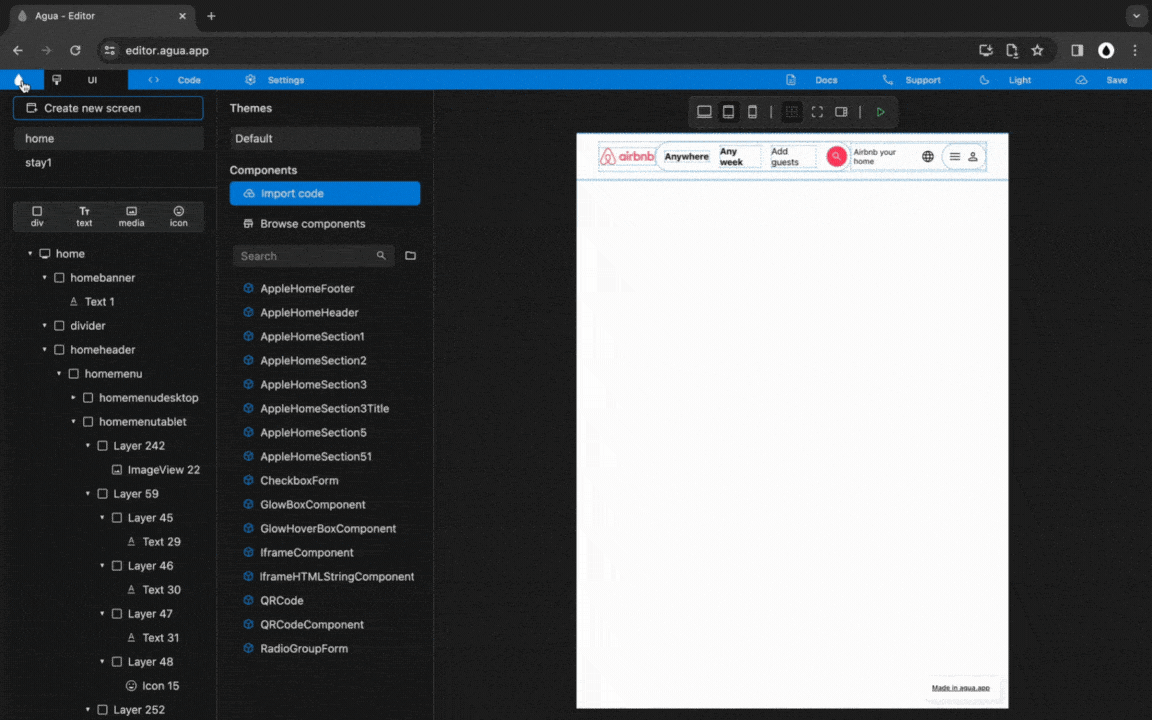 Agua - Editor
editor.agua.app
UI
Code
Settings
Docs
Support
Light
Save
Create new screen
home
stay1
div
text
media
icon
home
homebanner
Text 1
divider
homeheader
homemenu
homemenudesktop
homemenutablet
Layer 242
ImageView 22
Layer 59
Layer 45
Text 29
Layer 46
Text 30
Layer 47
Text 31
Layer 48
Icon 15
Layer 252
Themes
Default
Components
Import code
Browse components
Search
AppleHomeFooter
AppleHomeHeader
AppleHomeSection1
AppleHomeSection2
AppleHomeSection3
AppleHomeSection3Title
AppleHomeSection5
AppleHomeSection51
CheckboxForm
GlowBoxComponent
GlowHoverBoxComponent
IframeComponent
IframeHTMLStringComponent
QRCode
QRCodeComponent
RadioGroupForm
airbnb
Anywhere
Any
week
Add
guests
Airbnb your
home
Made in agua.app